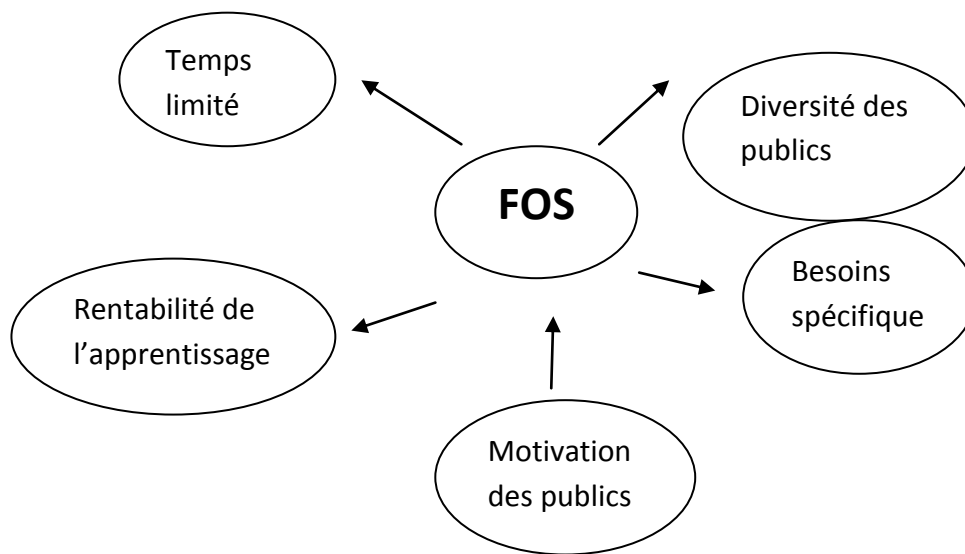 Temps
limité
Diversité des
publics
FOS
Besoins
spécifique
Rentabilité de
l’apprentissage
Motivation
des publics